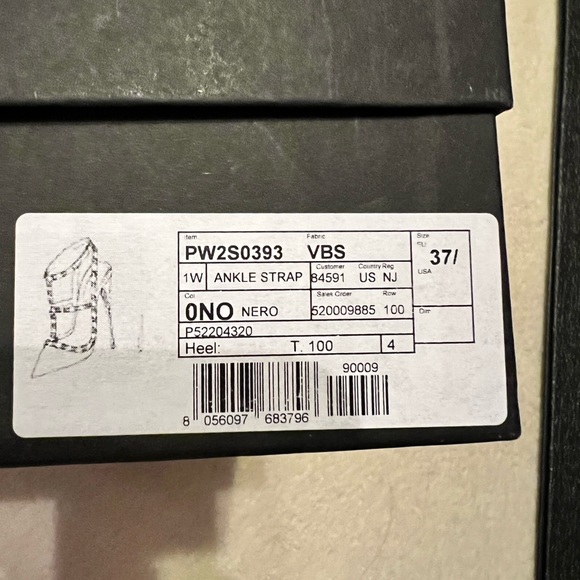 Item Fabric Size
PW2S0393 VBS EU 37/
1W ANKLE STRAP Customer 84591 Country Reg US NJ USA
Col. Sales Order Row
0NO NERO 520009885 100 Dim
P52204320
Heel: T. 100 4
90009
8 056097 683796